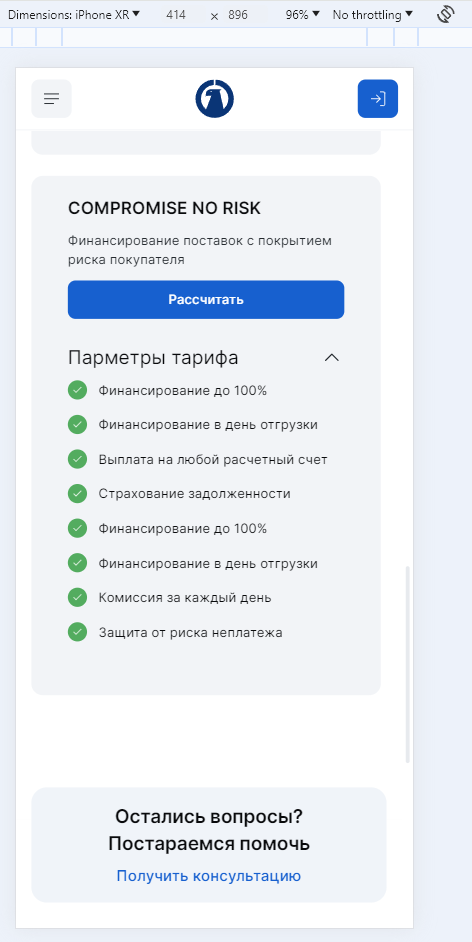 Dimensions: iPhone XR ▼ 414 × 896 96% ▼ No throttling ▼
COMPROMISE NO RISK
Финансирование поставок с покрытием
риска покупателя
Рассчитать
Парметры тарифа
Финансирование до 100%
Финансирование в день отгрузки
Выплата на любой расчетный счет
Страхование задолженности
Финансирование до 100%
Финансирование в день отгрузки
Комиссия за каждый день
Защита от риска неплатежа
Остались вопросы?
Постараемся помочь
Получить консультацию